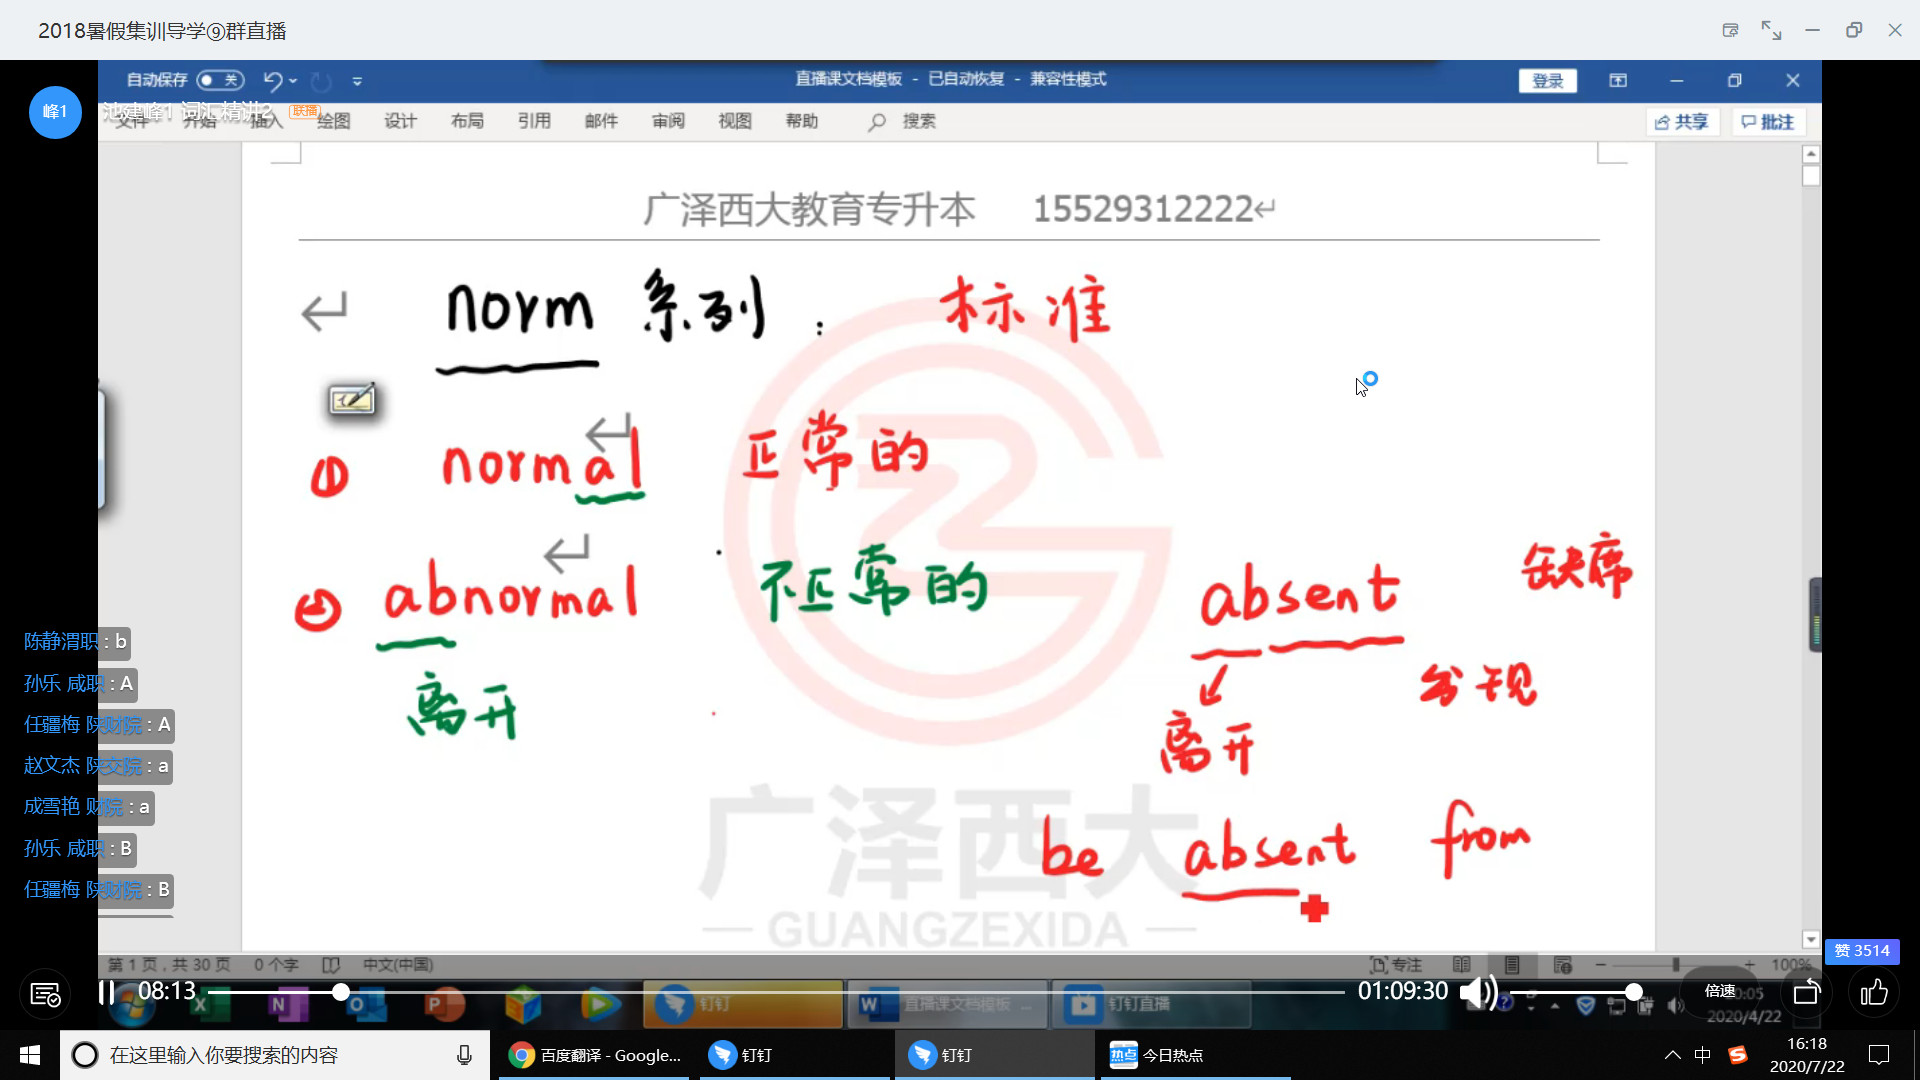 2018暑假集训导学⑨群直播
自动保存 关
直播课文档模板 - 已自动恢复 - 兼容性模式
登录
峰1
池建峰1 词汇精讲2 联播
文件 开始 插入 绘图 设计 布局 引用 邮件 审阅 视图 帮助 搜索
共享 批注
广泽西大教育专升本 15529312222
norm 系列: 标准
① normal 正常的
② abnormal 不正常的 absent 缺席
离开 离开 发现
be absent from
广泽西大
GUANGZEXIDA
陈静渭职 : b
孙乐 咸职 : A
任疆梅 陕财院 : A
赵文杰 陕交院 : a
成雪艳 财院 : a
孙乐 咸职 : B
任疆梅 陕财院 : B
赞 3514
第 1 页,共 30 页 0 个字 中文(中国) 专注 100%
08:13 01:09:30 倍速
钉钉 直播课文档模板 ... 钉钉直播
2020/4/22
在这里输入你要搜索的内容
百度翻译 - Google... 钉钉 钉钉 热点 今日热点
中
16:18
2020/7/22